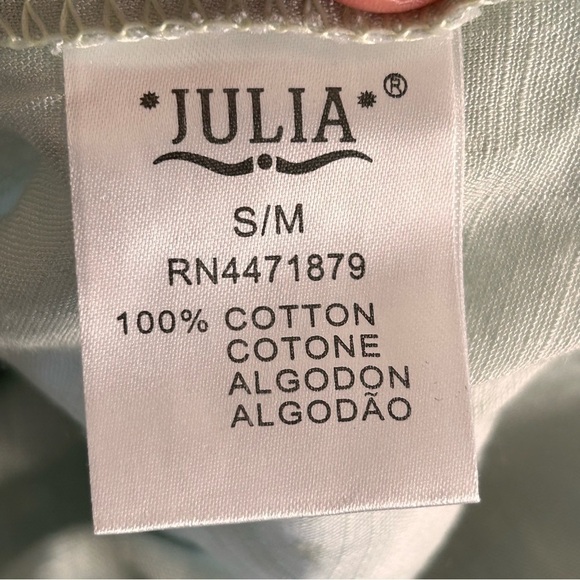 *JULIA*®
S/M
RN4471879
100% COTTON
COTONE
ALGODON
ALGODÃO